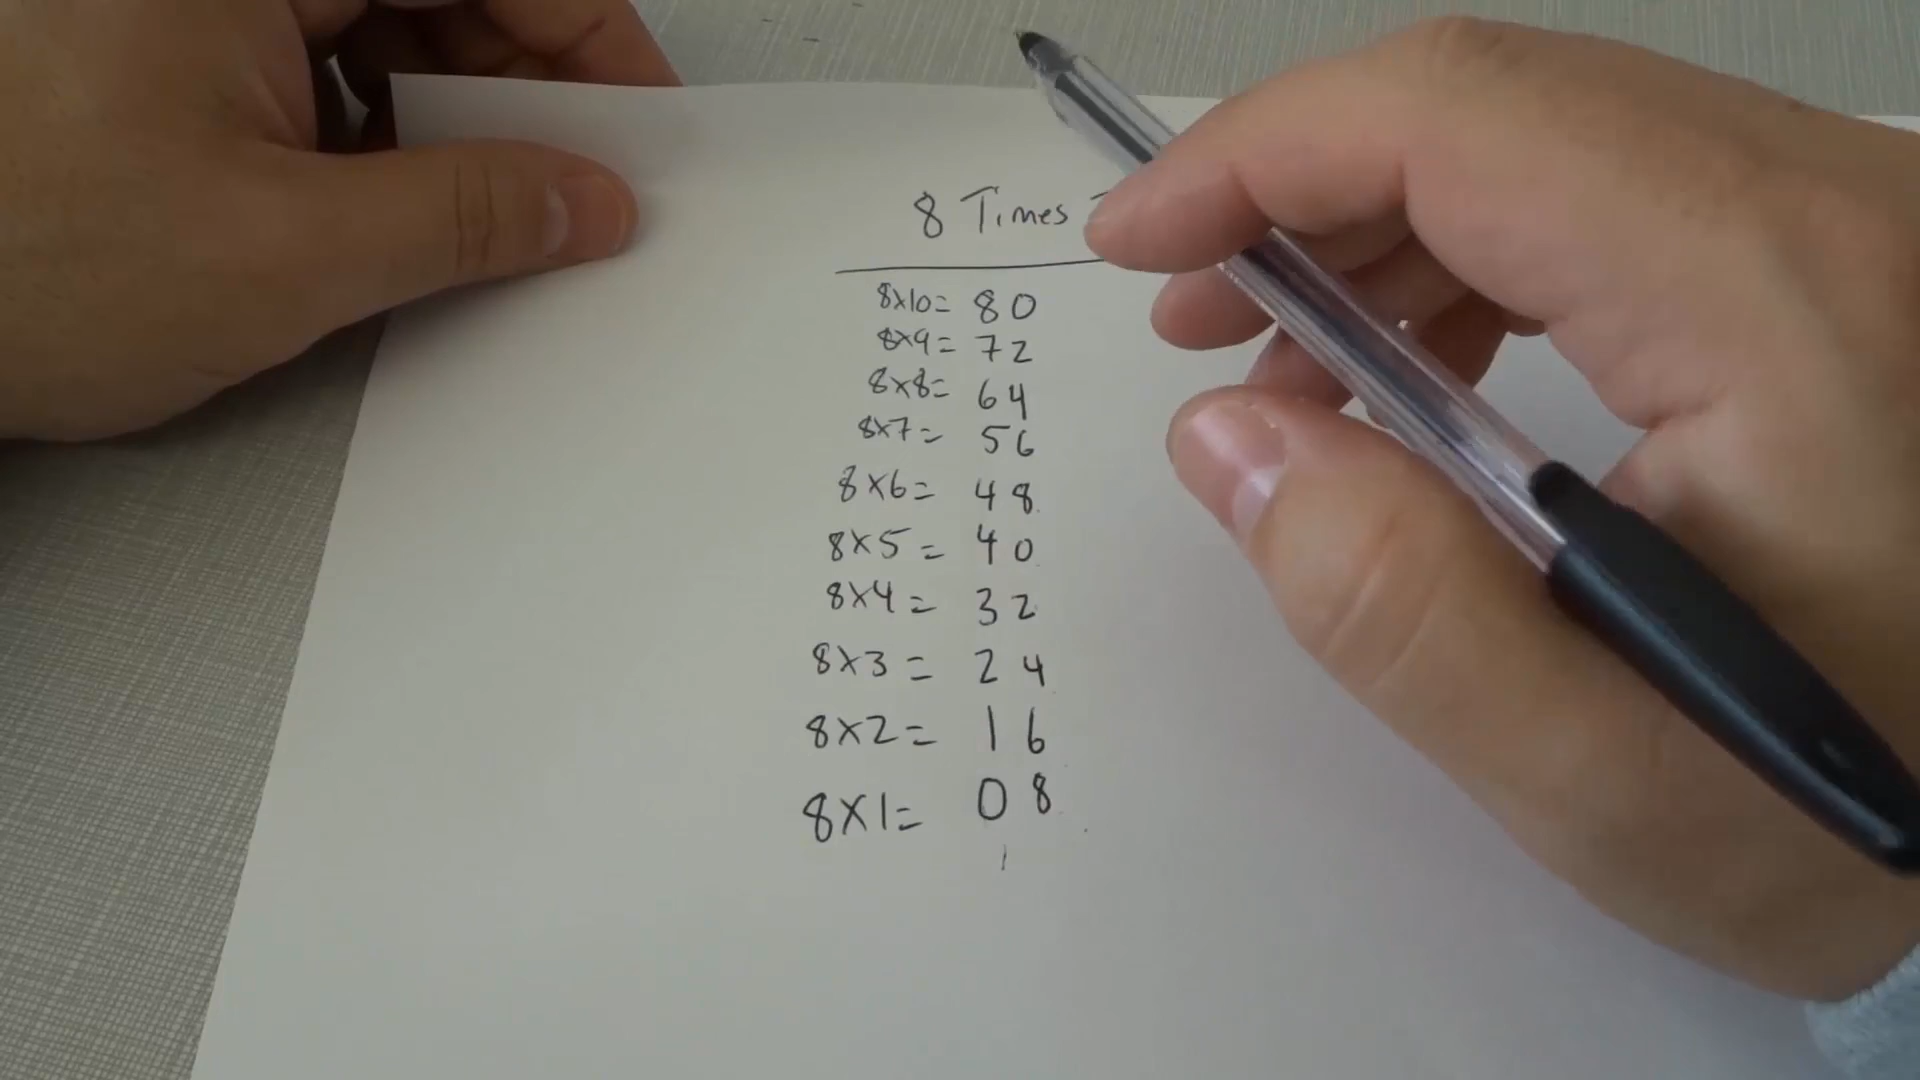 8 Times
8x10= 80
8x9= 72
8x8= 64
8x7= 56
8x6= 48
8x5= 40
8x4= 32
8x3= 24
8x2= 16
8x1= 08